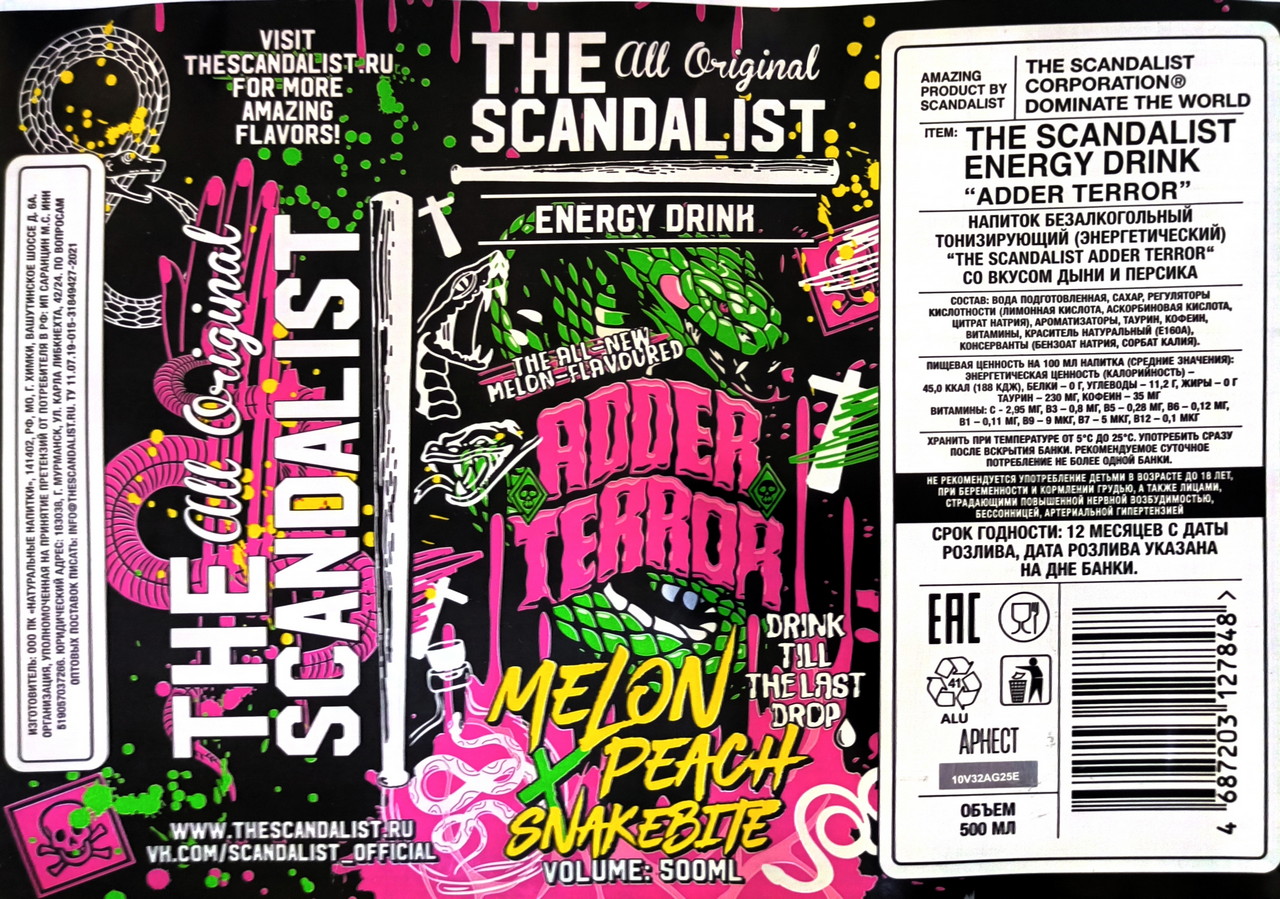 VISIT
THESCANDALIST.RU
FOR MORE
AMAZING
FLAVORS!
ИЗГОТОВИТЕЛЬ: ООО ПК «НАТУРАЛЬНЫЕ НАПИТКИ», 141402, РФ, МО, Г. ХИМКИ, ВАШУТИНСКОЕ ШОССЕ Д. 6А.
ОРГАНИЗАЦИЯ, УПОЛНОМОЧЕННАЯ НА ПРИНЯТИЕ ПРЕТЕНЗИЙ ОТ ПОТРЕБИТЕЛЯ В РФ: ИП САРАНЦИН М.С. ИНН
519057037266. ЮРИДИЧЕСКИЙ АДРЕС: 183038, Г. МУРМАНСК, УЛ. КАРЛА ЛИБКНЕХТА, 42/24. ПО ВОПРОСАМ
ОПТОВЫХ ПОСТАВОК ПИСАТЬ: INFO@THESCANDALIST.RU. ТУ 11.07.19-015-31849427-2021
THE All Original
SCANDALIST
WWW.THESCANDALIST.RU
VK.COM/SCANDALIST_OFFICIAL
THE All Original
SCANDALIST
ENERGY DRINK
THE ALL-NEW
MELON-FLAVOURED
ADDER
TERROR
DRINK
TILL
THE LAST
DROP
MELON
X PEACH
SNAKEBITE
VOLUME: 500ML
AMAZING
PRODUCT BY
SCANDALIST
THE SCANDALIST
CORPORATION®
DOMINATE THE WORLD
ITEM: THE SCANDALIST
ENERGY DRINK
“ADDER TERROR”
НАПИТОК БЕЗАЛКОГОЛЬНЫЙ
ТОНИЗИРУЮЩИЙ (ЭНЕРГЕТИЧЕСКИЙ)
“THE SCANDALIST ADDER TERROR“
СО ВКУСОМ ДЫНИ И ПЕРСИКА
СОСТАВ: ВОДА ПОДГОТОВЛЕННАЯ, САХАР, РЕГУЛЯТОРЫ
КИСЛОТНОСТИ (ЛИМОННАЯ КИСЛОТА, АСКОРБИНОВАЯ КИСЛОТА,
ЦИТРАТ НАТРИЯ), АРОМАТИЗАТОРЫ, ТАУРИН, КОФЕИН,
ВИТАМИНЫ, КРАСИТЕЛЬ НАТУРАЛЬНЫЙ (Е160А),
КОНСЕРВАНТЫ (БЕНЗОАТ НАТРИЯ, СОРБАТ КАЛИЯ).
ПИЩЕВАЯ ЦЕННОСТЬ НА 100 МЛ НАПИТКА (СРЕДНИЕ ЗНАЧЕНИЯ):
ЭНЕРГЕТИЧЕСКАЯ ЦЕННОСТЬ (КАЛОРИЙНОСТЬ) –
45,0 ККАЛ (188 КДЖ), БЕЛКИ – 0 Г, УГЛЕВОДЫ – 11,2 Г, ЖИРЫ – 0 Г
ТАУРИН – 230 МГ, КОФЕИН – 35 МГ
ВИТАМИНЫ: С - 2,95 МГ, В3 – 0,8 МГ, В5 – 0,28 МГ, В6 – 0,12 МГ,
В1 – 0,11 МГ, В9 – 9 МКГ, В7 – 5 МКГ, В12 – 0,1 МКГ
ХРАНИТЬ ПРИ ТЕМПЕРАТУРЕ ОТ 5°С ДО 25°С. УПОТРЕБИТЬ СРАЗУ
ПОСЛЕ ВСКРЫТИЯ БАНКИ. РЕКОМЕНДУЕМОЕ СУТОЧНОЕ
ПОТРЕБЛЕНИЕ НЕ БОЛЕЕ ОДНОЙ БАНКИ.
НЕ РЕКОМЕНДУЕТСЯ УПОТРЕБЛЕНИЕ ДЕТЬМИ В ВОЗРАСТЕ ДО 18 ЛЕТ,
ПРИ БЕРЕМЕННОСТИ И КОРМЛЕНИИ ГРУДЬЮ, А ТАКЖЕ ЛИЦАМИ,
СТРАДАЮЩИМИ ПОВЫШЕННОЙ НЕРВНОЙ ВОЗБУДИМОСТЬЮ,
БЕССОННИЦЕЙ, АРТЕРИАЛЬНОЙ ГИПЕРТЕНЗИЕЙ
СРОК ГОДНОСТИ: 12 МЕСЯЦЕВ С ДАТЫ
РОЗЛИВА, ДАТА РОЗЛИВА УКАЗАНА
НА ДНЕ БАНКИ.
EAC
41
ALU
АРНЕСТ
10V32AG25E
ОБЪЕМ
500 МЛ
4 687203 127848 >